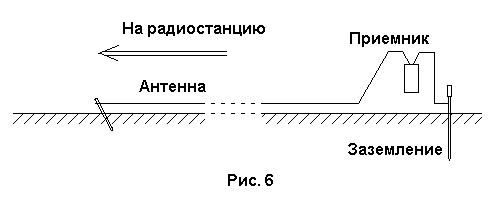 На радиостанцию
Приемник
Антенна
Заземление
Рис. 6